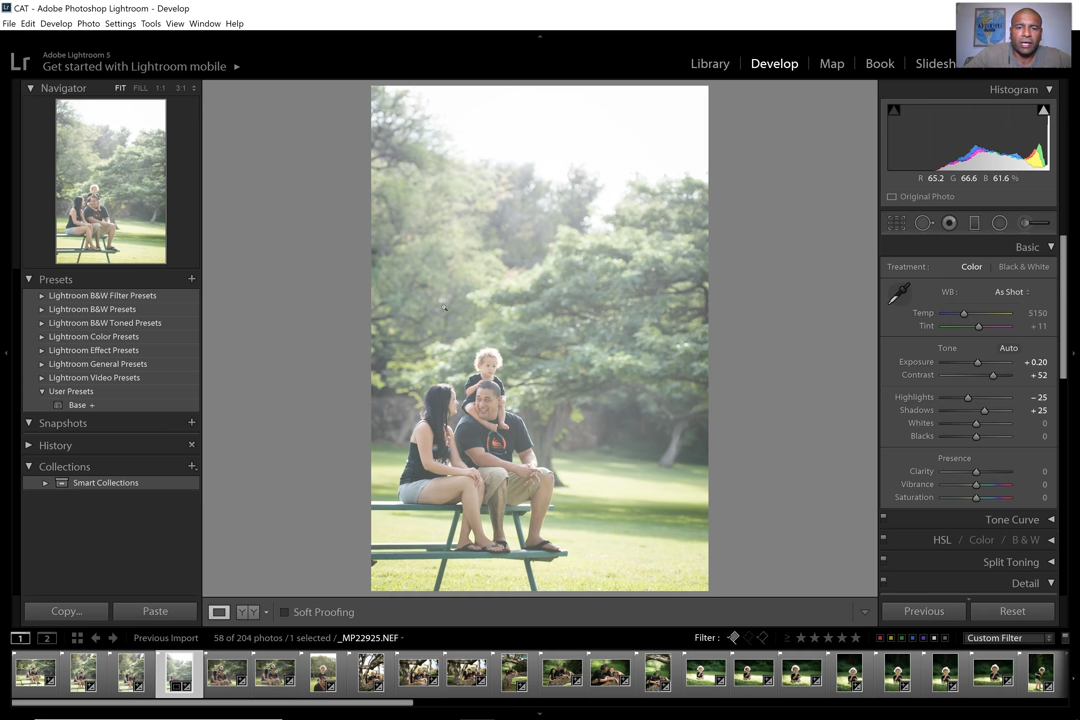 CAT - Adobe Photoshop Lightroom - Develop
File Edit Develop Photo Settings Tools View Window Help
Lr
Adobe Lightroom 5
Get started with Lightroom mobile
Library | Develop | Map | Book | Slidesh
Navigator FIT FILL 1:1 3:1
Presets +
Lightroom B&W Filter Presets
Lightroom B&W Presets
Lightroom B&W Toned Presets
Lightroom Color Presets
Lightroom Effect Presets
Lightroom General Presets
Lightroom Video Presets
User Presets
Base +
Snapshots +
History ×
Collections +
Smart Collections
Copy... Paste
Histogram
R 65.2 G 66.6 B 61.6 %
Original Photo
Basic
Treatment : Color | Black & White
WB : As Shot
Temp 5150
Tint + 11
Tone Auto
Exposure + 0.20
Contrast + 52
Highlights – 25
Shadows + 25
Whites 0
Blacks 0
Presence
Clarity 0
Vibrance 0
Saturation 0
Tone Curve
HSL / Color / B & W
Split Toning
Detail
Previous Reset
Y Y Soft Proofing
1 2 Previous Import 58 of 204 photos / 1 selected / _MP22925.NEF Filter : ≥ ★★★★★ Custom Filter